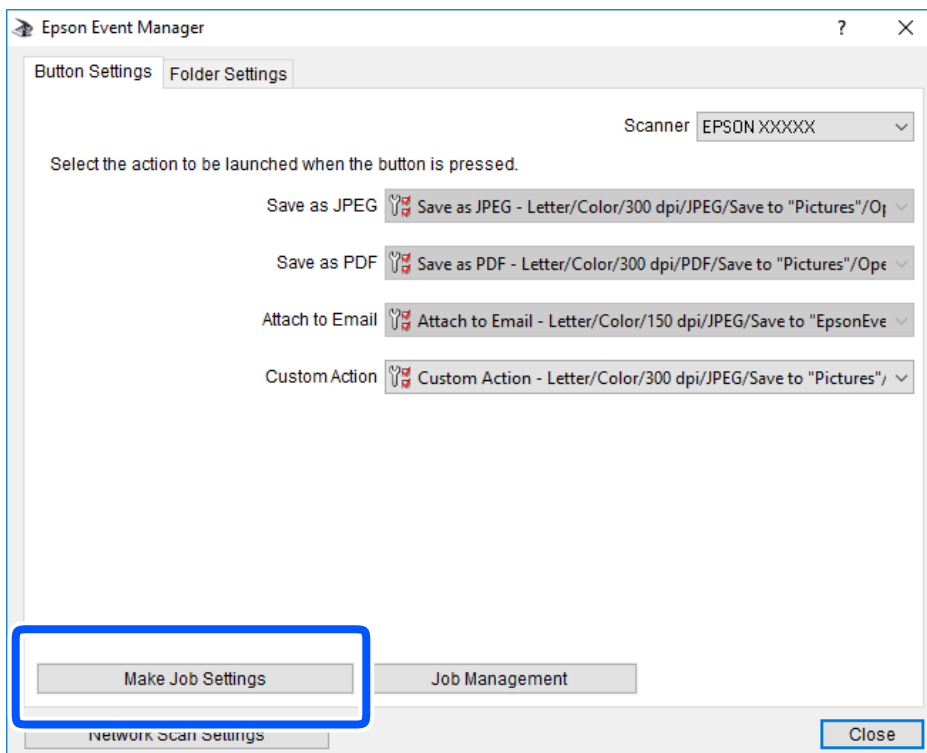 Epson Event Manager
Button Settings Folder Settings
Scanner EPSON XXXXX
Select the action to be launched when the button is pressed.
Save as JPEG Save as JPEG - Letter/Color/300 dpi/JPEG/Save to "Pictures"/Op
Save as PDF Save as PDF - Letter/Color/300 dpi/PDF/Save to "Pictures"/Ope
Attach to Email Attach to Email - Letter/Color/150 dpi/JPEG/Save to "EpsonEve
Custom Action Custom Action - Letter/Color/300 dpi/JPEG/Save to "Pictures"/
Make Job Settings Job Management
Network Scan Settings Close